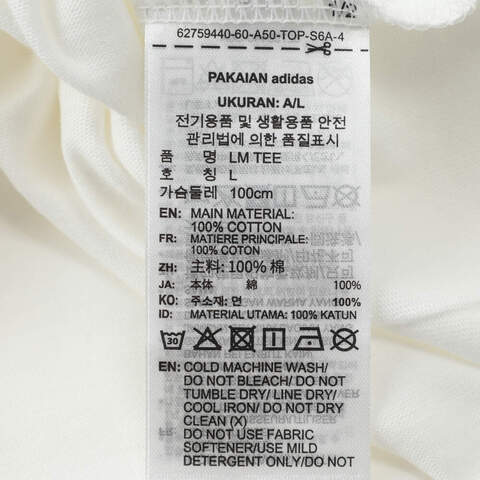 62759440-60-A50-TOP-S6A-4
PAKAIAN adidas
UKURAN: A/L
전기용품 및 생활용품 안전
관리법에 의한 품질표시
품 명 LM TEE
호 칭 L
가슴둘레 100cm
EN: MAIN MATERIAL:
100% COTTON
FR: MATIERE PRINCIPALE:
100% COTON
ZH: 主料: 100% 棉
JA: 本体 綿 100%
KO: 주소재: 면 100%
ID: MATERIAL UTAMA: 100% KATUN
30
EN: COLD MACHINE WASH/
DO NOT BLEACH/ DO NOT
TUMBLE DRY/ LINE DRY/
COOL IRON/ DO NOT DRY
CLEAN (X)
DO NOT USE FABRIC
SOFTENER/USE MILD
DETERGENT ONLY/DO NOT